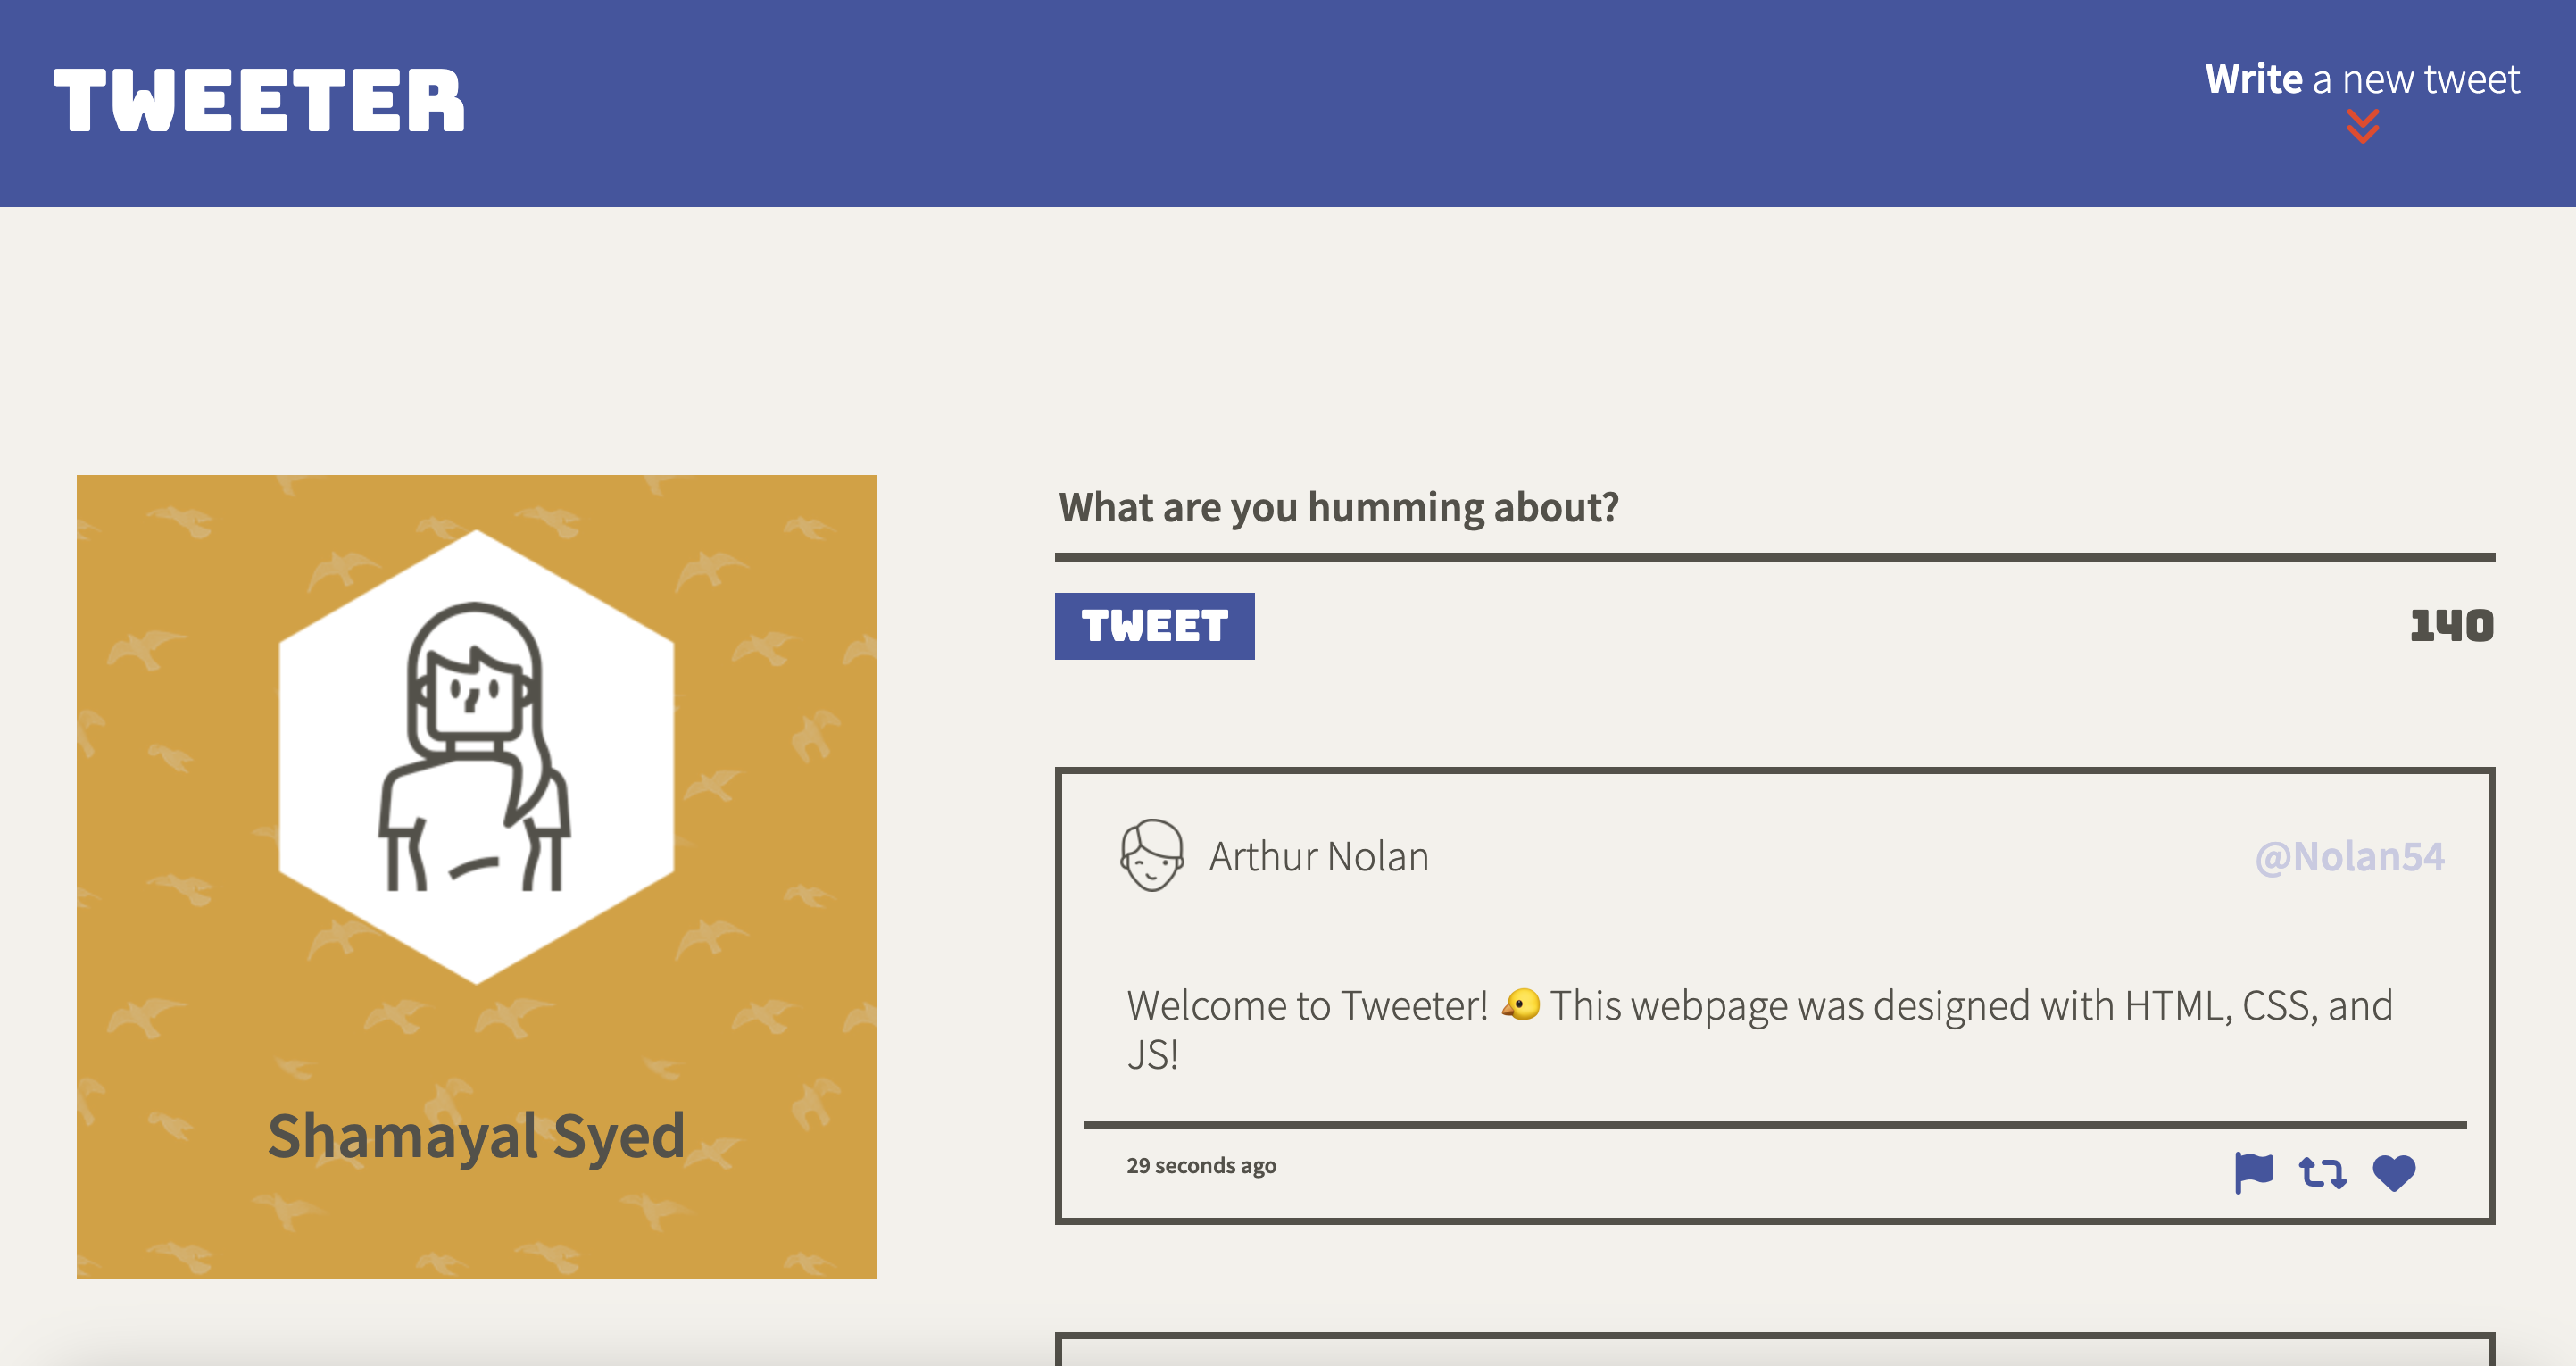 TWEETER
Write a new tweet
What are you humming about?
TWEET
140
Arthur Nolan
@Nolan54
Welcome to Tweeter! 🐤 This webpage was designed with HTML, CSS, and
JS!
29 seconds ago
Shamayal Syed